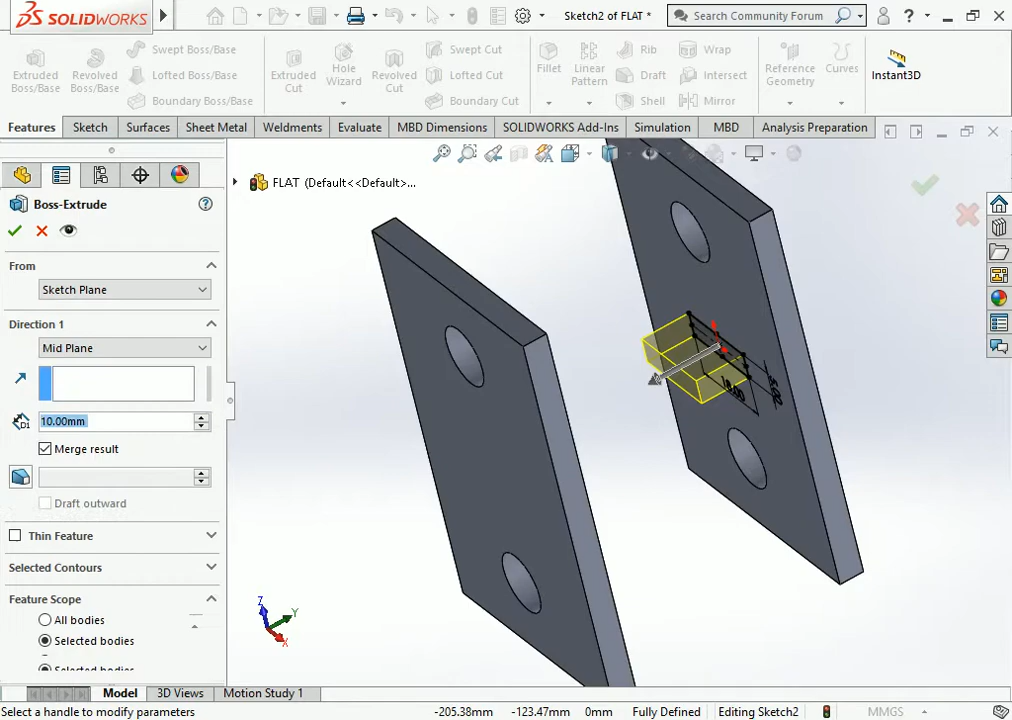 SOLIDWORKS
Sketch2 of FLAT *
Search Community Forum
?
Extruded Boss/Base
Revolved Boss/Base
Swept Boss/Base
Lofted Boss/Base
Boundary Boss/Base
Extruded Cut
Hole Wizard
Revolved Cut
Swept Cut
Lofted Cut
Boundary Cut
Fillet
Linear Pattern
Rib
Draft
Shell
Wrap
Intersect
Mirror
Reference Geometry
Curves
Instant3D
Features
Sketch
Surfaces
Sheet Metal
Weldments
Evaluate
MBD Dimensions
SOLIDWORKS Add-Ins
Simulation
MBD
Analysis Preparation
FLAT (Default<<Default>...
Boss-Extrude
?
From
Sketch Plane
Direction 1
Mid Plane
D1
10.00mm
Merge result
Draft outward
Thin Feature
Selected Contours
Feature Scope
All bodies
Selected bodies
Selected bodies
Z
Y
X
Model
3D Views
Motion Study 1
Select a handle to modify parameters
-205.38mm
-123.47mm
0mm
Fully Defined
Editing Sketch2
MMGS